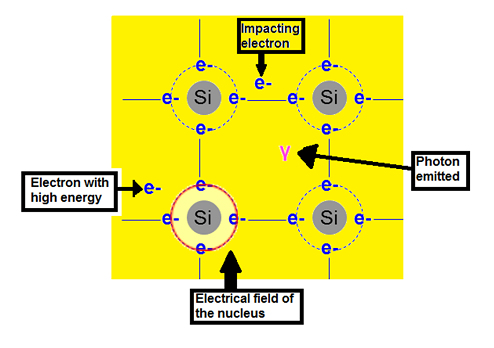 Impacting
electron
e- e-
e-
e- Si e- e- Si e-
e- e-
γ
Photon
emitted
Electron with
high energy
e- e- e-
e- Si e- e- Si e-
e- e-
Electrical field of
the nucleus